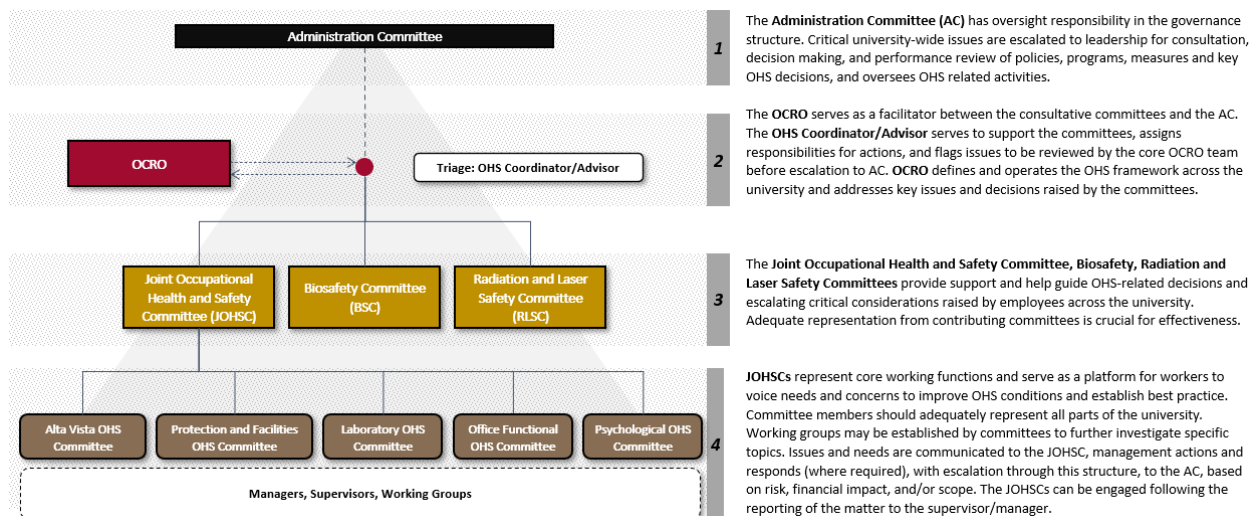 Administration Committee
1
The Administration Committee (AC) has oversight responsibility in the governance
structure. Critical university-wide issues are escalated to leadership for consultation,
decision making, and performance review of policies, programs, measures and key
OHS decisions, and oversees OHS related activities.
OCRO
Triage: OHS Coordinator/Advisor
2
The OCRO serves as a facilitator between the consultative committees and the AC.
The OHS Coordinator/Advisor serves to support the committees, assigns
responsibilities for actions, and flags issues to be reviewed by the core OCRO team
before escalation to AC. OCRO defines and operates the OHS framework across the
university and addresses key issues and decisions raised by the committees.
Joint Occupational
Health and Safety
Committee (JOHSC)
Biosafety Committee
(BSC)
Radiation and Laser
Safety Committee
(RLSC)
3
The Joint Occupational Health and Safety Committee, Biosafety, Radiation and
Laser Safety Committees provide support and help guide OHS-related decisions and
escalating critical considerations raised by employees across the university.
Adequate representation from contributing committees is crucial for effectiveness.
Alta Vista OHS
Committee
Protection and Facilities
OHS Committee
Laboratory OHS
Committee
Office Functional
OHS Committee
Psychological OHS
Committee
4
Managers, Supervisors, Working Groups
JOHSCs represent core working functions and serve as a platform for workers to
voice needs and concerns to improve OHS conditions and establish best practice.
Committee members should adequately represent all parts of the university.
Working groups may be established by committees to further investigate specific
topics. Issues and needs are communicated to the JOHSC, management actions and
responds (where required), with escalation through this structure, to the AC, based
on risk, financial impact, and/or scope. The JOHSCs can be engaged following the
reporting of the matter to the supervisor/manager.